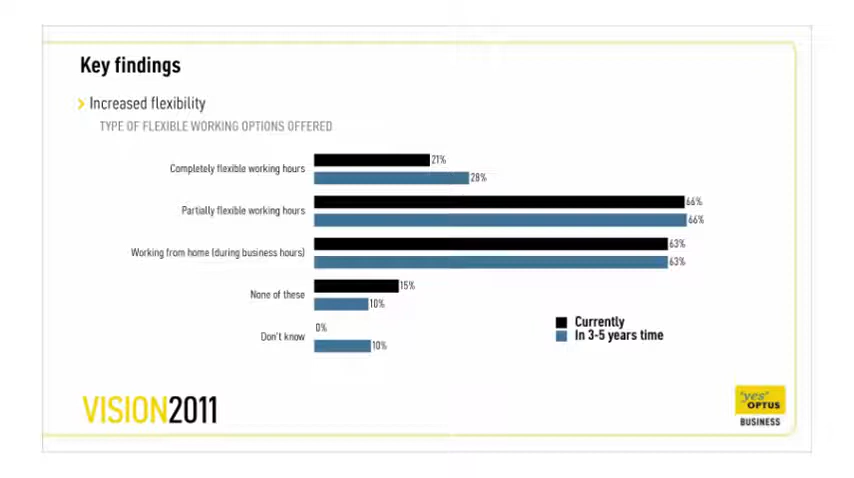 Key findings
Increased flexibility
TYPE OF FLEXIBLE WORKING OPTIONS OFFERED
Completely flexible working hours
21%
28%
Partially flexible working hours
66%
66%
Working from home (during business hours)
63%
63%
None of these
15%
10%
Don't know
0%
10%
Currently
In 3-5 years time
VISION2011
'yes'
OPTUS
BUSINESS